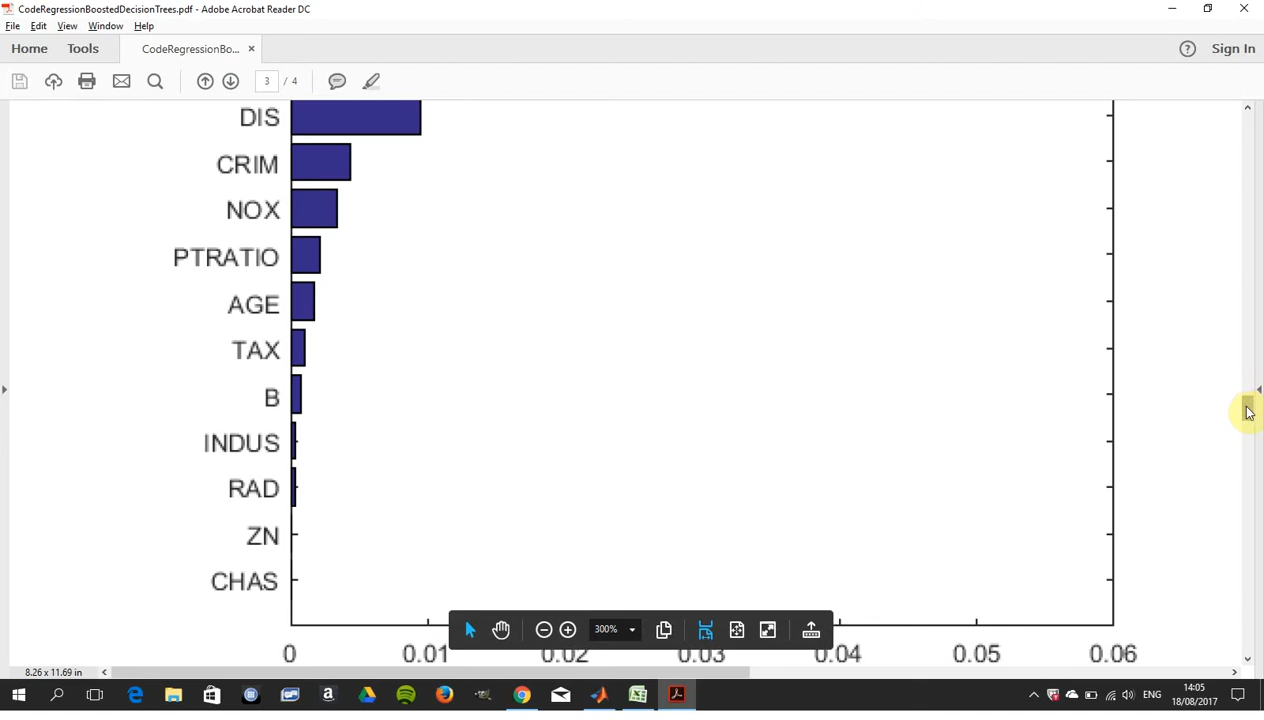 CodeRegressionBoostedDecisionTrees.pdf - Adobe Acrobat Reader DC
File Edit View Window Help
Home Tools CodeRegressionBo... × ? Sign In
3 / 4
DIS
CRIM
NOX
PTRATIO
AGE
TAX
B
INDUS
RAD
ZN
CHAS
300%
0 0.01 0.02 0.03 0.04 0.05 0.06
8.26 x 11.69 in
ENG
14:05
18/08/2017